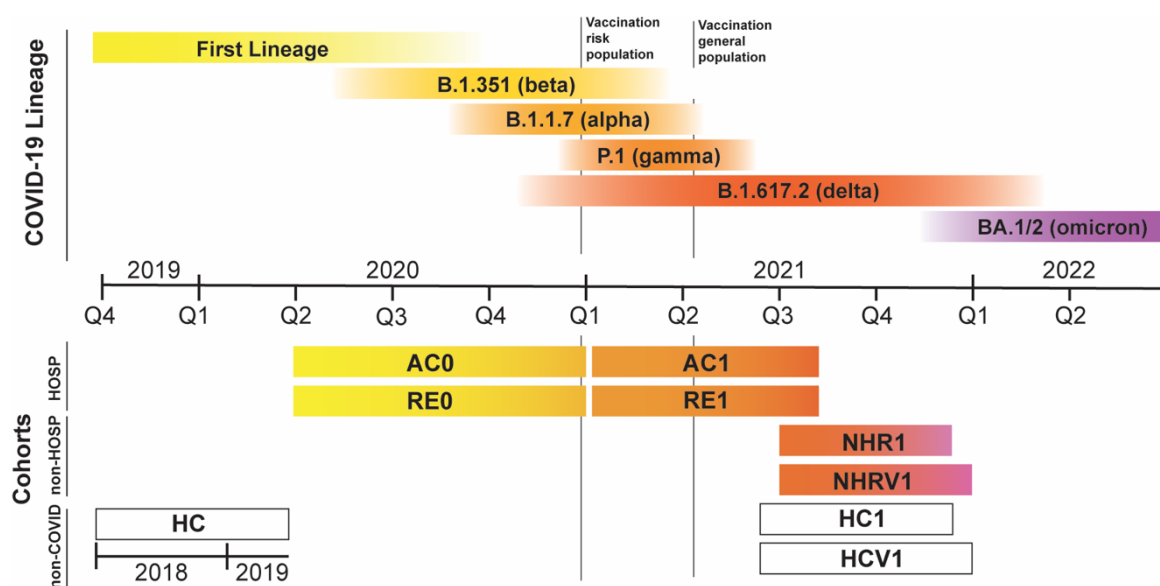 COVID-19 Lineage
Vaccination
risk
population
Vaccination
general
population
First Lineage
B.1.351 (beta)
B.1.1.7 (alpha)
P.1 (gamma)
B.1.617.2 (delta)
BA.1/2 (omicron)
2019 2020 2021 2022
Q4 Q1 Q2 Q3 Q4 Q1 Q2 Q3 Q4 Q1 Q2
Cohorts
HOSP
AC0 AC1
RE0 RE1
non-HOSP
NHR1
NHRV1
non-COVID
HC HC1
HCV1
2018 2019